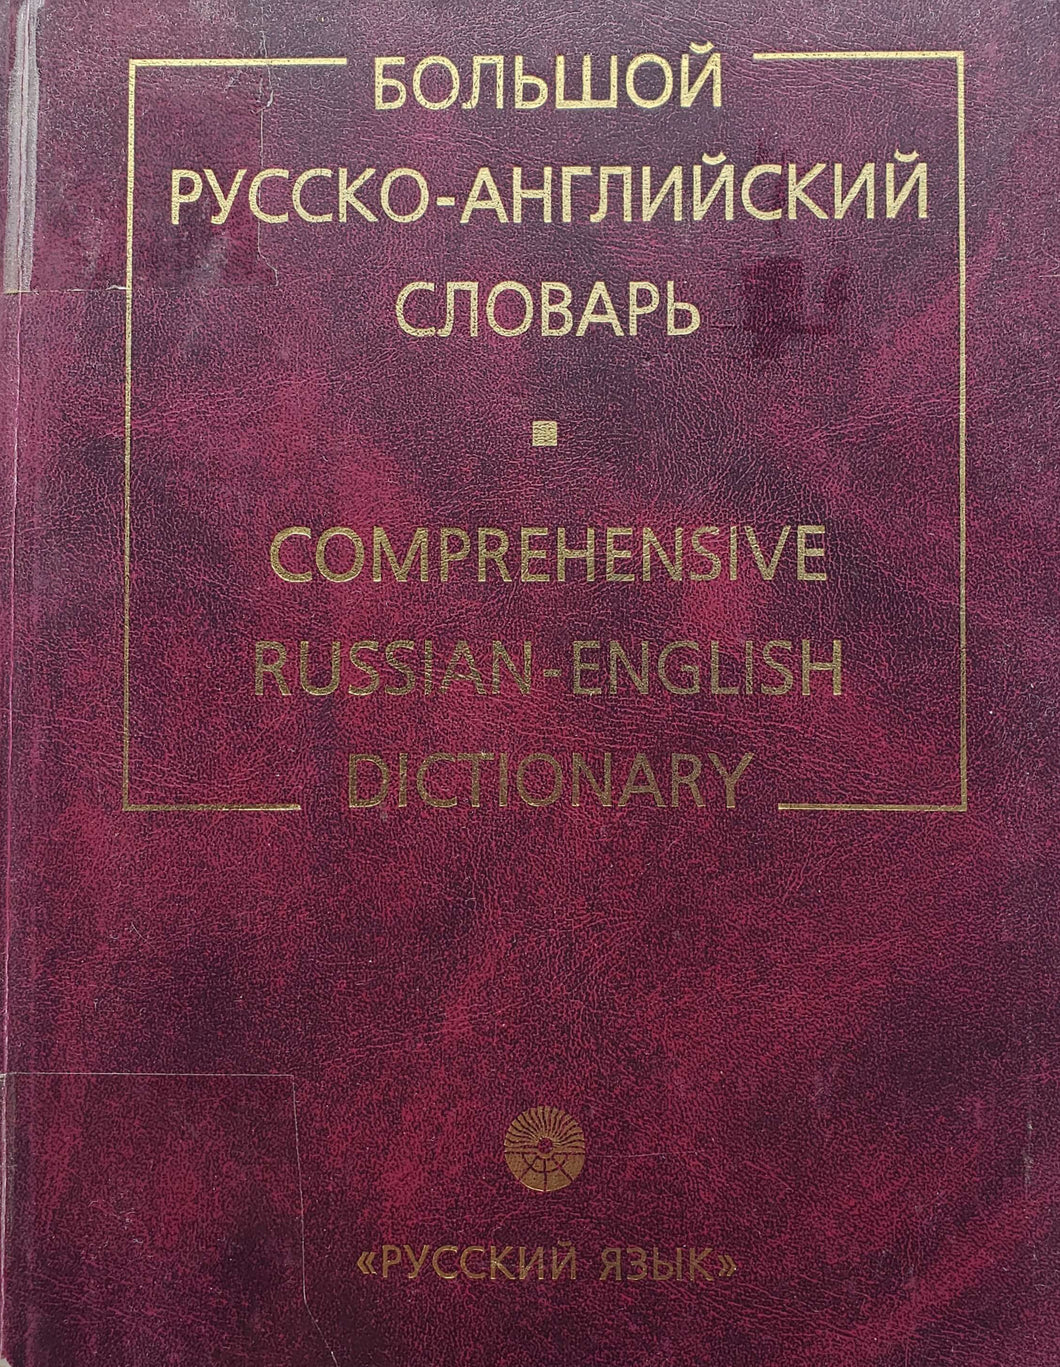 БОЛЬШОЙ
РУССКО-АНГЛИЙСКИЙ
СЛОВАРЬ
COMPREHENSIVE
RUSSIAN-ENGLISH
DICTIONARY
«РУССКИЙ ЯЗЫК»